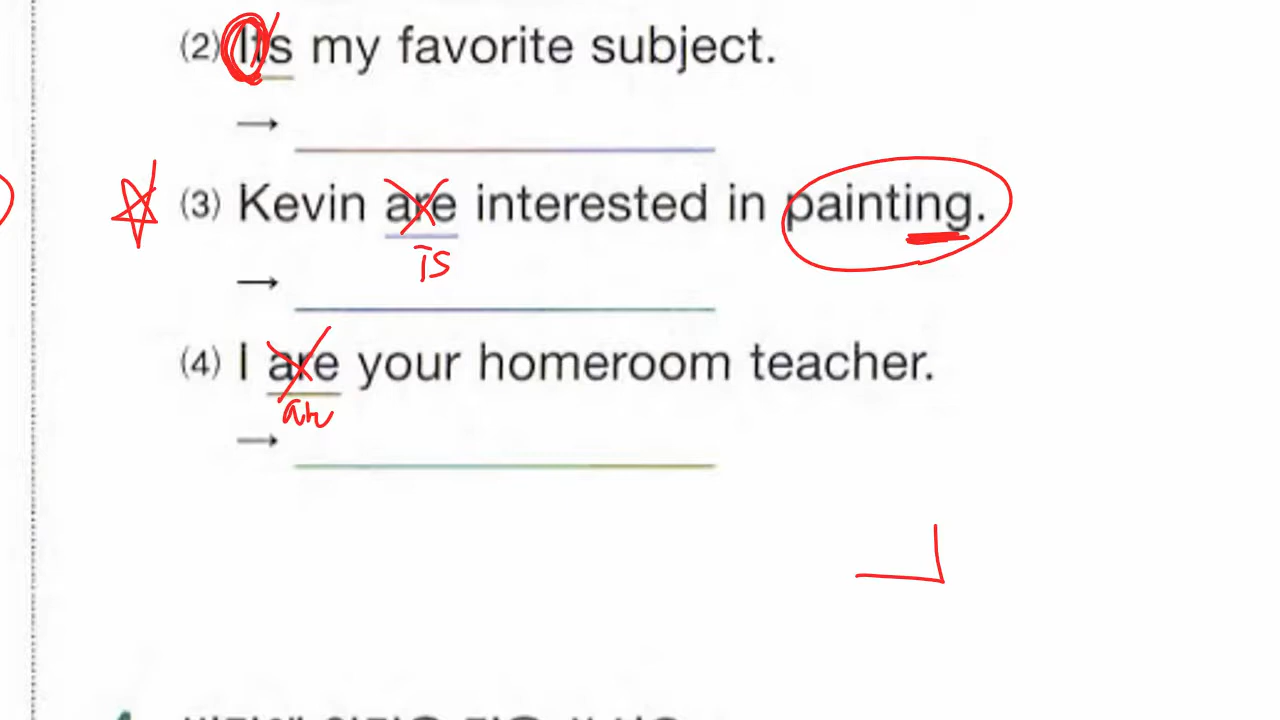 (2) Its my favorite subject.
→
(3) Kevin are interested in painting.
is
→
(4) I are your homeroom teacher.
am
→